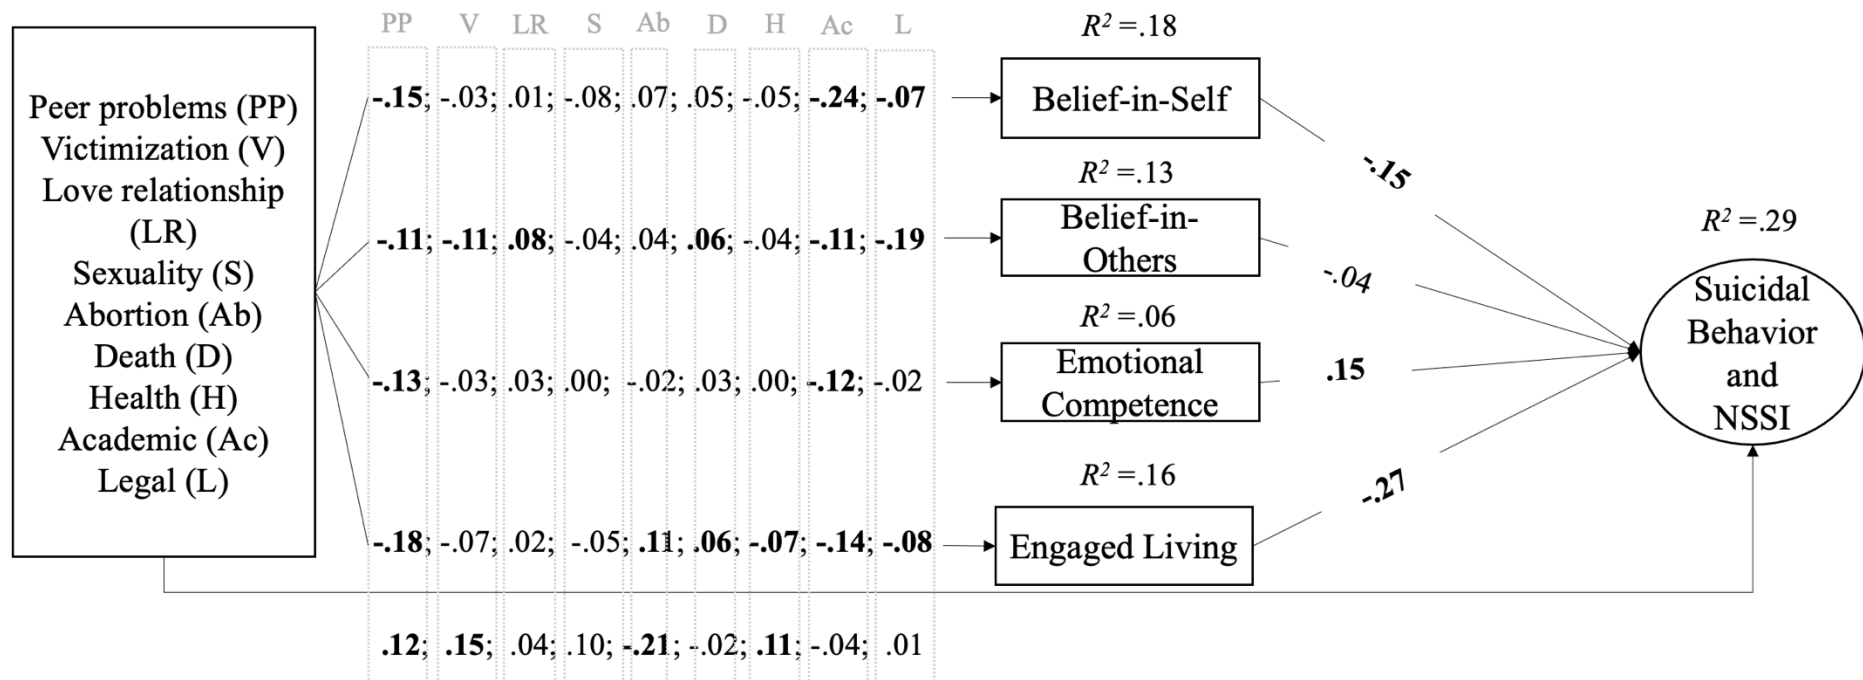 PP V LR S Ab D H Ac L
Peer problems (PP)
Victimization (V)
Love relationship
(LR)
Sexuality (S)
Abortion (Ab)
Death (D)
Health (H)
Academic (Ac)
Legal (L)
-.15; -.03; .01; -.08; .07; .05; -.05; -.24; -.07
-.11; -.11; .08; -.04; .04; .06; -.04; -.11; -.19
-.13; -.03; .03; .00; -.02; .03; .00; -.12; -.02
-.18; -.07; .02; -.05; .11; .06; -.07; -.14; -.08
.12; .15; .04; .10; -.21; -.02; .11; -.04; .01
R² =.18
Belief-in-Self
R² =.13
Belief-in-
Others
R² =.06
Emotional
Competence
R² =.16
Engaged Living
-.15
-.04
.15
-.27
R² =.29
Suicidal
Behavior
and
NSSI